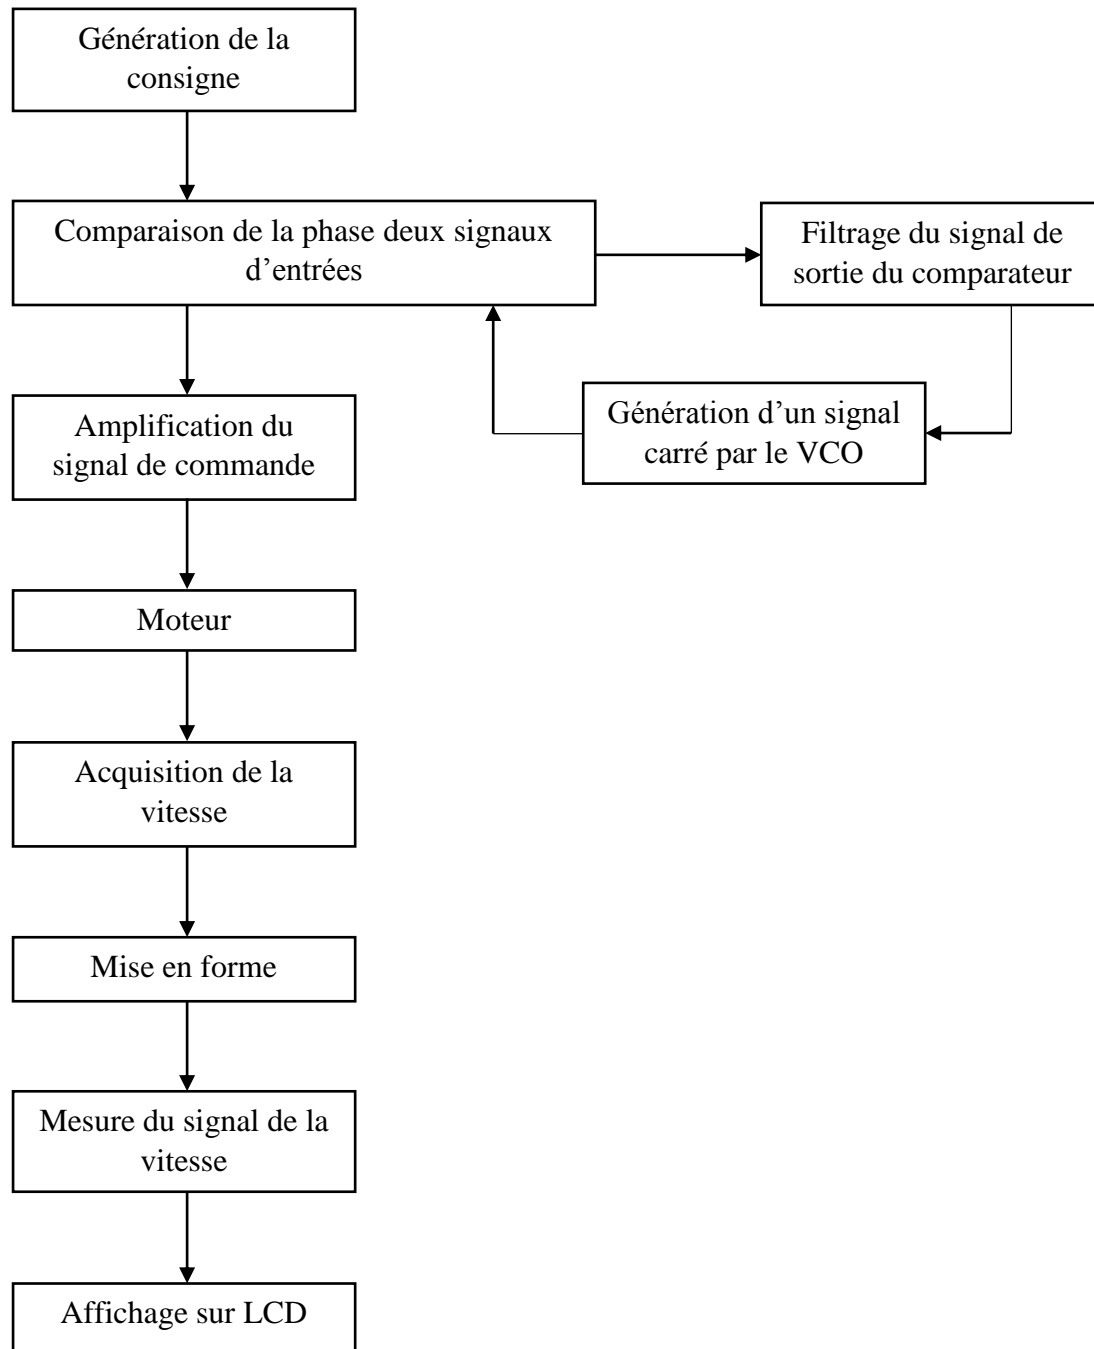 Génération de la
consigne
Comparaison de la phase deux signaux
d’entrées
Filtrage du signal de
sortie du comparateur
Génération d’un signal
carré par le VCO
Amplification du
signal de commande
Moteur
Acquisition de la
vitesse
Mise en forme
Mesure du signal de la
vitesse
Affichage sur LCD